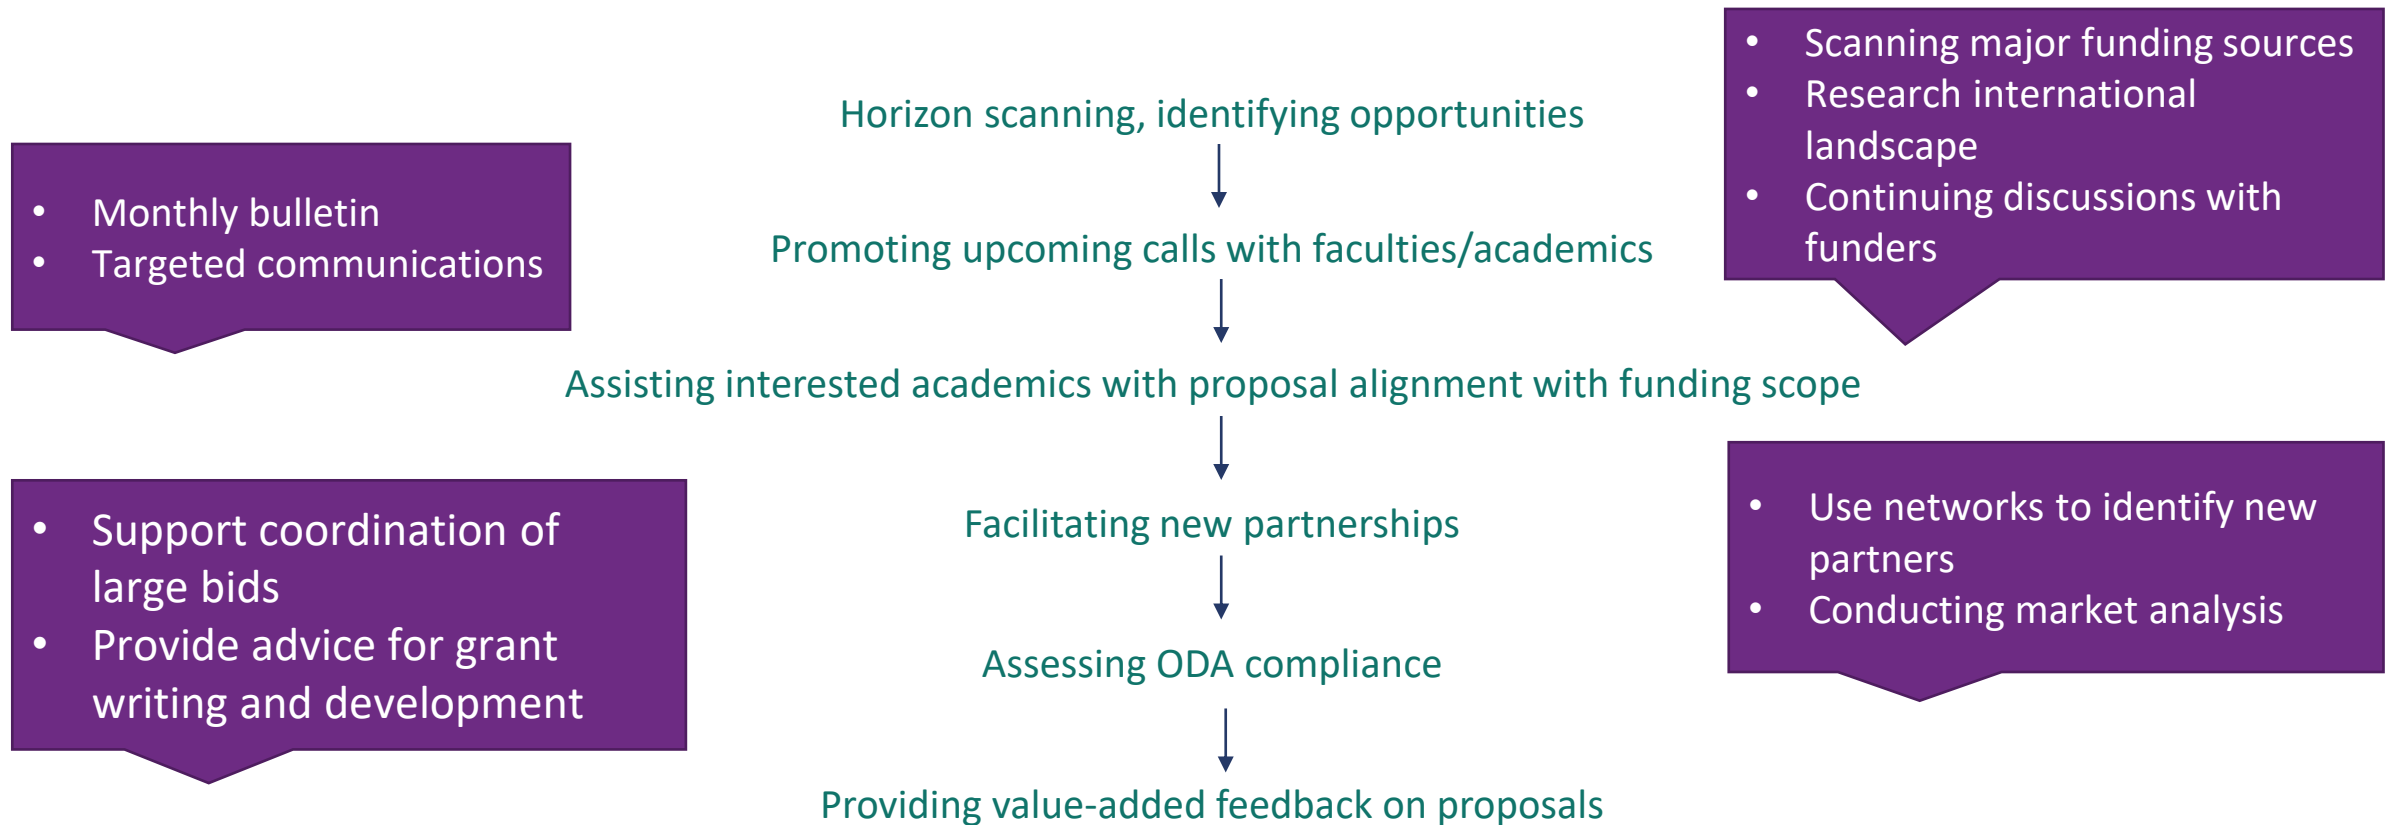 Horizon scanning, identifying opportunities
Promoting upcoming calls with faculties/academics
Assisting interested academics with proposal alignment with funding scope
Facilitating new partnerships
Assessing ODA compliance
Providing value-added feedback on proposals
• Monthly bulletin
• Targeted communications
• Support coordination of
large bids
• Provide advice for grant
writing and development
• Scanning major funding sources
• Research international
landscape
• Continuing discussions with
funders
• Use networks to identify new
partners
• Conducting market analysis